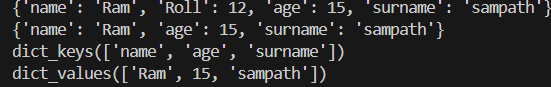 {'name': 'Ram', 'Roll': 12, 'age': 15, 'surname': 'sampath'}
{'name': 'Ram', 'age': 15, 'surname': 'sampath'}
dict_keys(['name', 'age', 'surname'])
dict_values(['Ram', 15, 'sampath'])